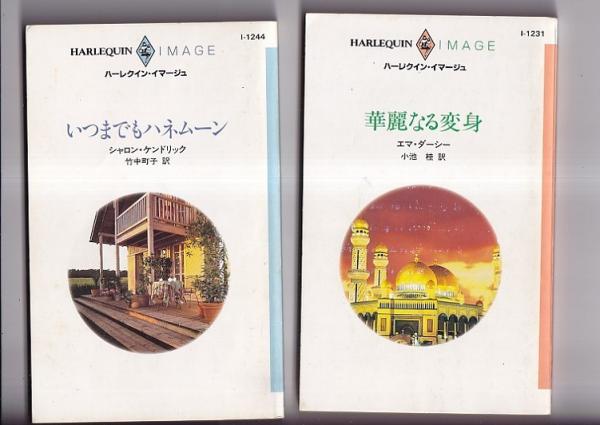 I-1244
HARLEQUIN IMAGE
ハーレクイン・イマージュ
いつまでもハネムーン
シャロン・ケンドリック
竹中町子 訳
I-1231
HARLEQUIN IMAGE
ハーレクイン・イマージュ
華麗なる変身
エマ・ダーシー
小池 桂 訳